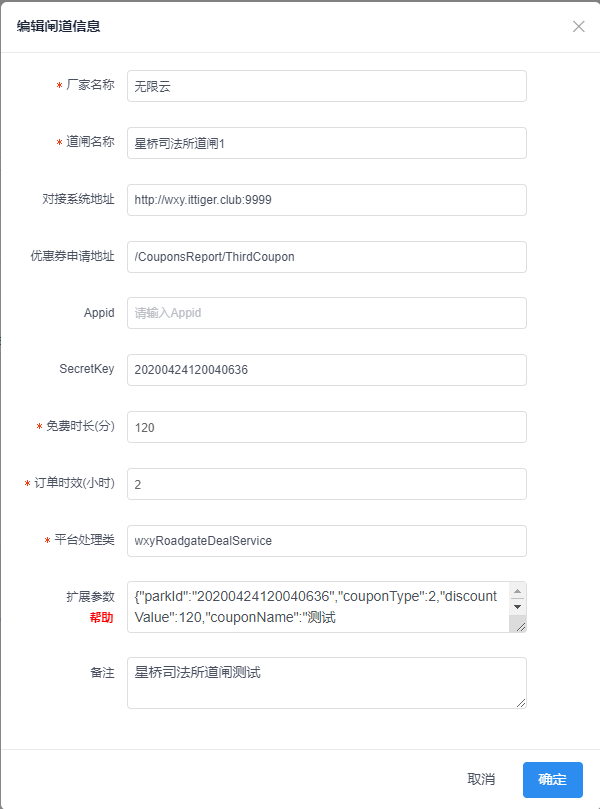 编辑闸道信息
* 厂家名称 无限云
* 道闸名称 星桥司法所道闸1
对接系统地址 http://wxy.ittiger.club:9999
优惠券申请地址 /CouponsReport/ThirdCoupon
Appid 请输入Appid
SecretKey 20200424120040636
* 免费时长(分) 120
* 订单时效(小时) 2
* 平台处理类 wxyRoadgateDealService
扩展参数 {"parkId":"20200424120040636","couponType":2,"discount
帮助 Value":120,"couponName":"测试
备注 星桥司法所道闸测试
取消 确定